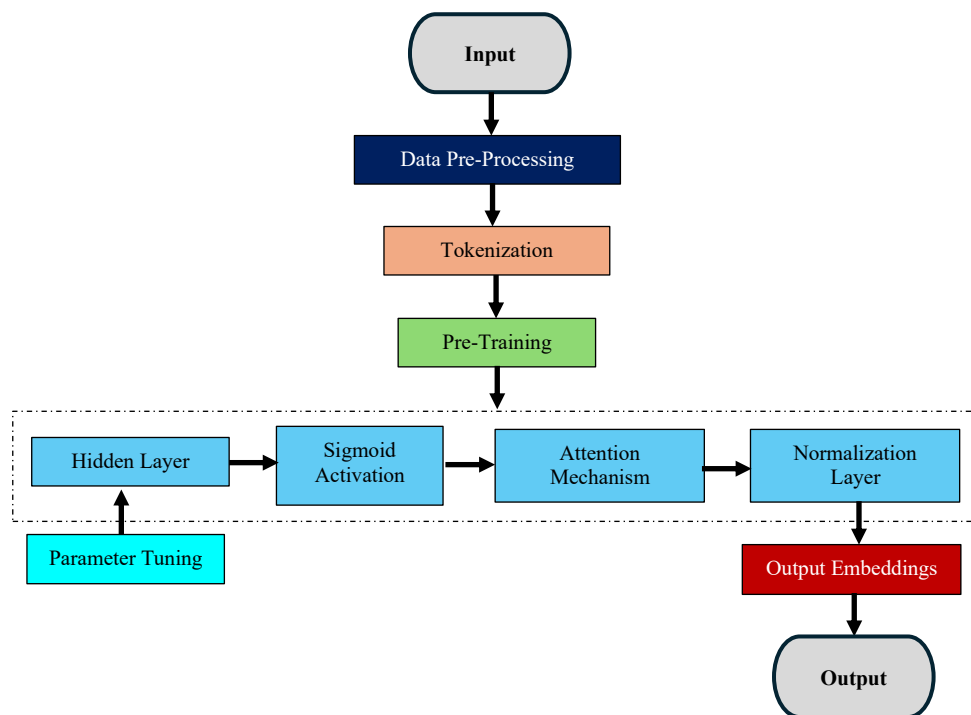 Input
Data Pre-Processing
Tokenization
Pre-Training
Hidden Layer
Sigmoid
Activation
Attention
Mechanism
Normalization
Layer
Parameter Tuning
Output Embeddings
Output